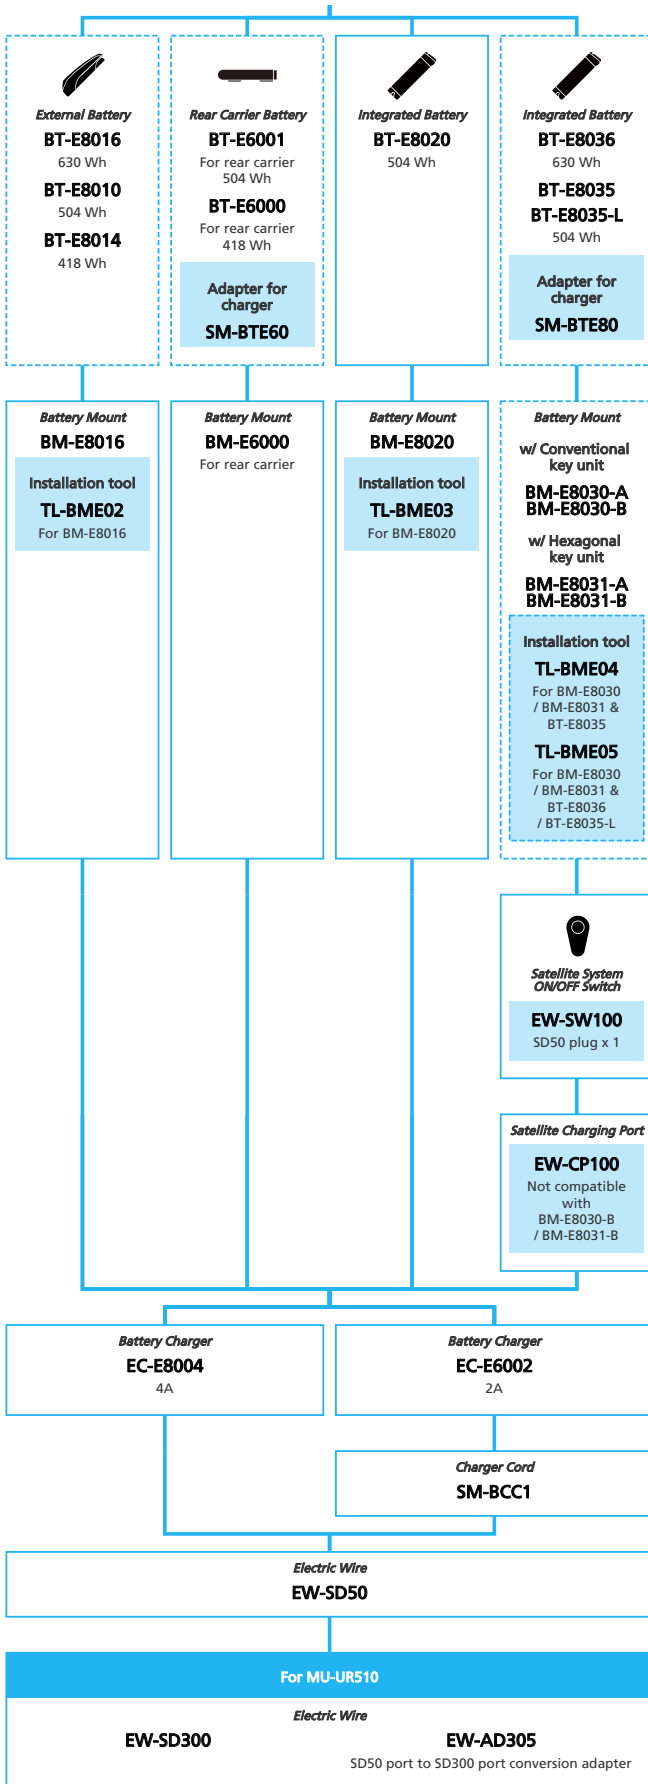 External Battery
BT-E8016
630 Wh
BT-E8010
504 Wh
BT-E8014
418 Wh
Rear Carrier Battery
BT-E6001
For rear carrier
504 Wh
BT-E6000
For rear carrier
418 Wh
Adapter for
charger
SM-BTE60
Integrated Battery
BT-E8020
504 Wh
Integrated Battery
BT-E8036
630 Wh
BT-E8035
BT-E8035-L
504 Wh
Adapter for
charger
SM-BTE80
Battery Mount
BM-E8016
Installation tool
TL-BME02
For BM-E8016
Battery Mount
BM-E6000
For rear carrier
Battery Mount
BM-E8020
Installation tool
TL-BME03
For BM-E8020
Battery Mount
w/ Conventional
key unit
BM-E8030-A
BM-E8030-B
w/ Hexagonal
key unit
BM-E8031-A
BM-E8031-B
Installation tool
TL-BME04
For BM-E8030
/ BM-E8031 &
BT-E8035
TL-BME05
For BM-E8030
/ BM-E8031 &
BT-E8036
/ BT-E8035-L
Satellite System
ON/OFF Switch
EW-SW100
SD50 plug x 1
Satellite Charging Port
EW-CP100
Not compatible
with
BM-E8030-B
/ BM-E8031-B
Battery Charger
EC-E8004
4A
Battery Charger
EC-E6002
2A
Charger Cord
SM-BCC1
Electric Wire
EW-SD50
For MU-UR510
Electric Wire
EW-SD300
EW-AD305
SD50 port to SD300 port conversion adapter